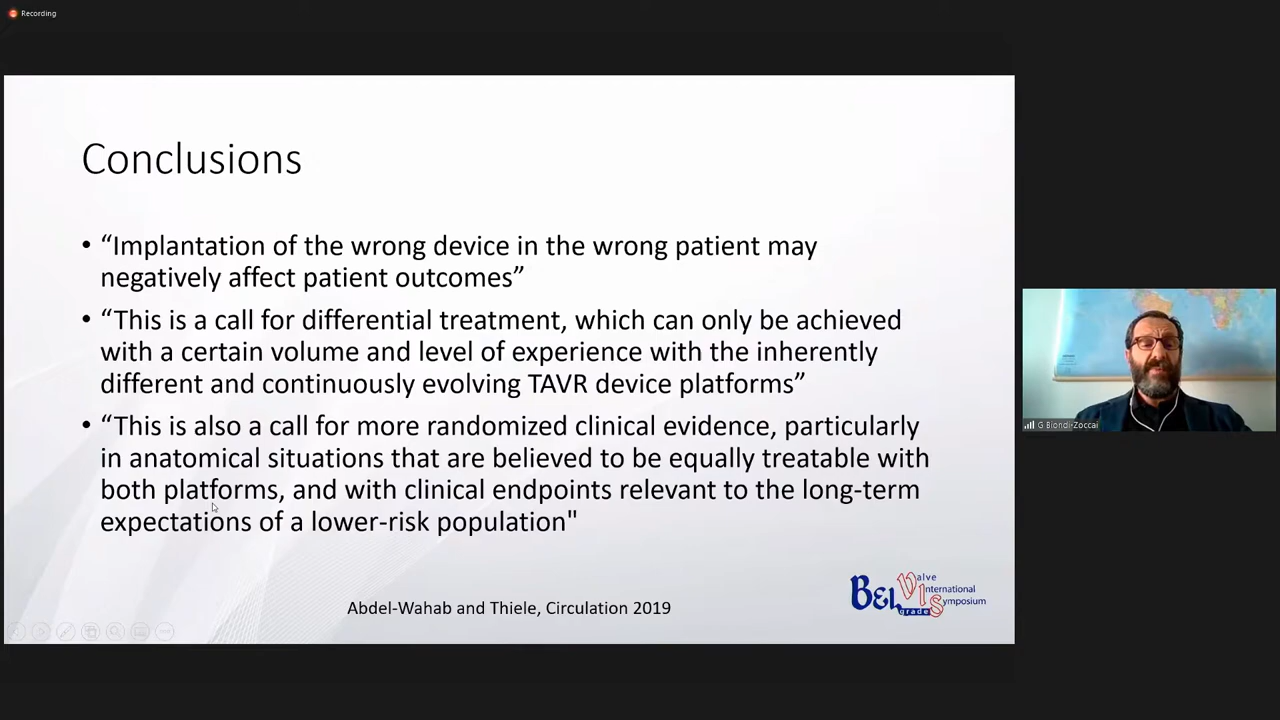 Recording
Conclusions
• “Implantation of the wrong device in the wrong patient may
negatively affect patient outcomes”
• “This is a call for differential treatment, which can only be achieved
with a certain volume and level of experience with the inherently
different and continuously evolving TAVR device platforms”
• “This is also a call for more randomized clinical evidence, particularly
in anatomical situations that are believed to be equally treatable with
both platforms, and with clinical endpoints relevant to the long-term
expectations of a lower-risk population"
Abdel-Wahab and Thiele, Circulation 2019
BEL grade
Valve
International
Symposium
G Biondi-Zoccai